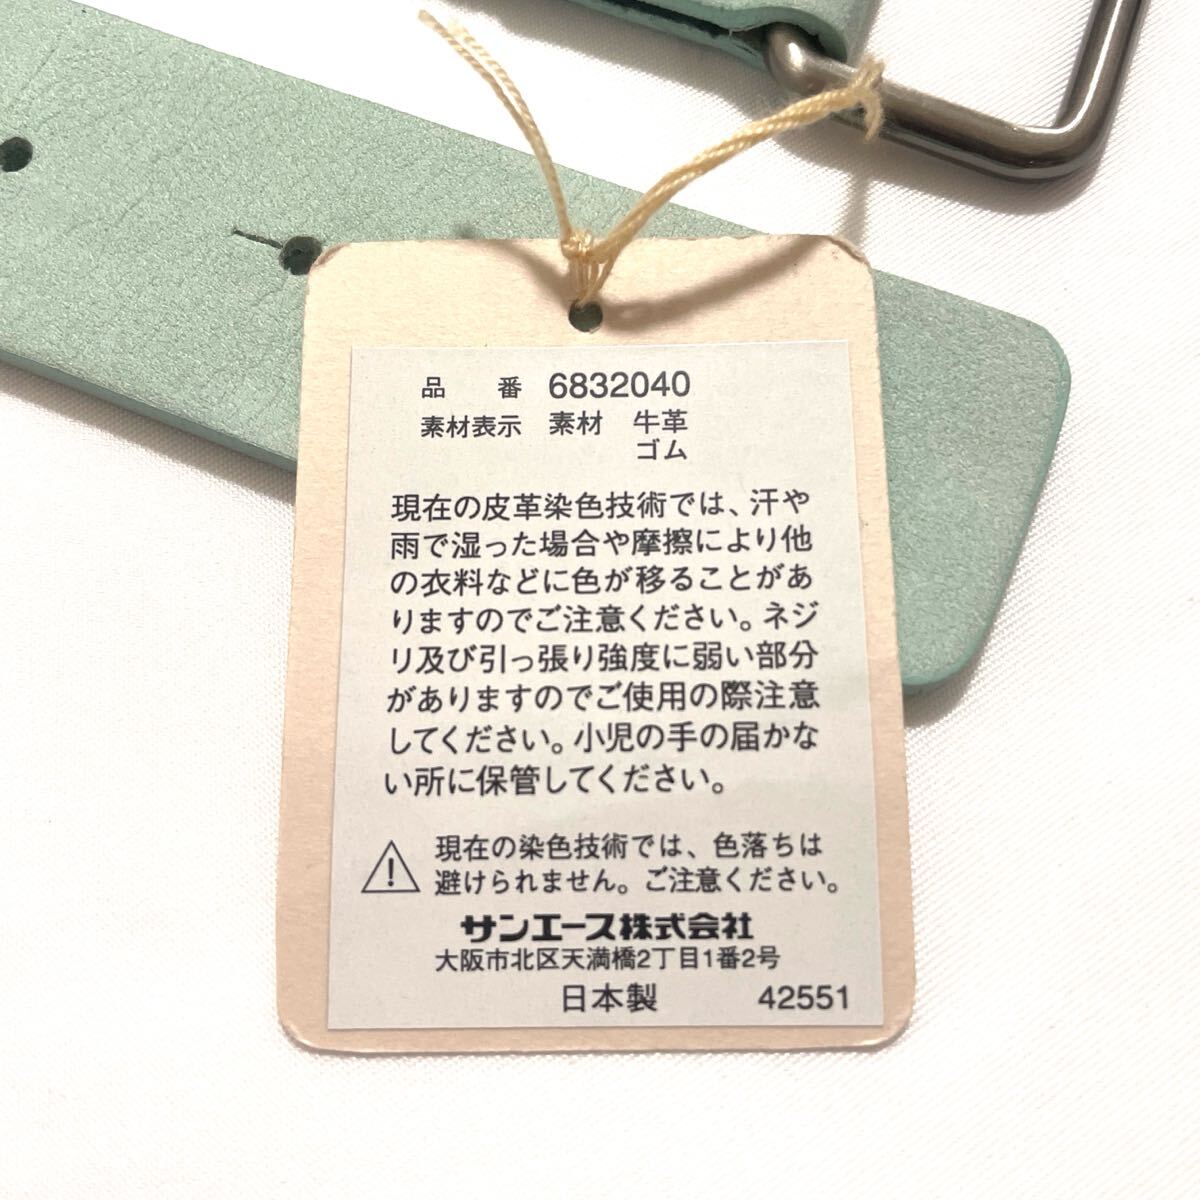 品 番 6832040
素材表示 素材 牛革
ゴム
現在の皮革染色技術では、汗や
雨で湿った場合や摩擦により他
の衣料などに色が移ることがあ
りますのでご注意ください。ネジ
リ及び引っ張り強度に弱い部分
がありますのでご使用の際注意
してください。小児の手の届かな
い所に保管してください。
現在の染色技術では、色落ちは
避けられません。ご注意ください。
サンエース株式会社
大阪市北区天満橋2丁目1番2号
日本製 42551